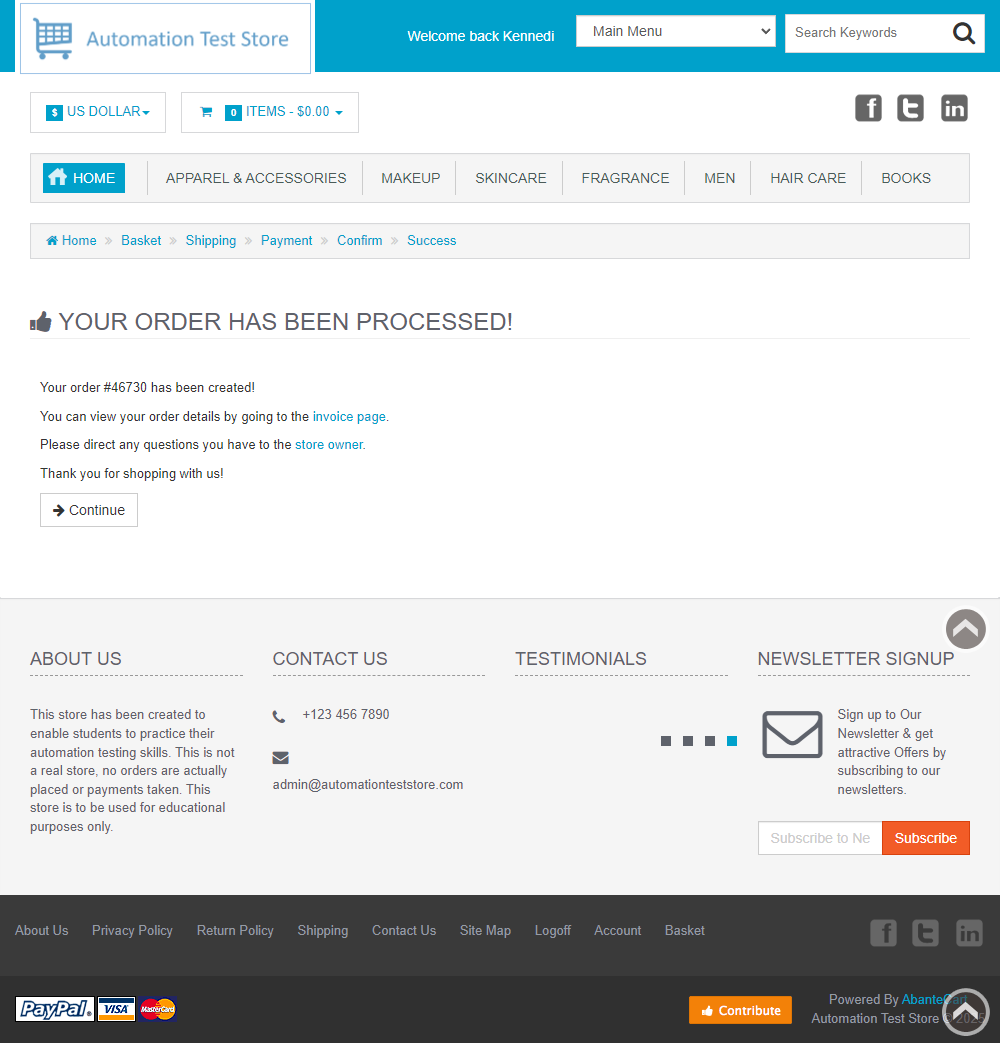 Automation Test Store
Welcome back Kennedi
Main Menu
Search Keywords
$ US DOLLAR
0 ITEMS - $0.00
f t in
HOME APPAREL & ACCESSORIES MAKEUP SKINCARE FRAGRANCE MEN HAIR CARE BOOKS
Home » Basket » Shipping » Payment » Confirm » Success
YOUR ORDER HAS BEEN PROCESSED!
Your order #46730 has been created!
You can view your order details by going to the invoice page.
Please direct any questions you have to the store owner.
Thank you for shopping with us!
Continue
ABOUT US
This store has been created to
enable students to practice their
automation testing skills. This is not
a real store, no orders are actually
placed or payments taken. This
store is to be used for educational
purposes only.
CONTACT US
+123 456 7890
admin@automationteststore.com
TESTIMONIALS
NEWSLETTER SIGNUP
Sign up to Our
Newsletter & get
attractive Offers by
subscribing to our
newsletters.
Subscribe to Ne
Subscribe
About Us Privacy Policy Return Policy Shipping Contact Us Site Map Logoff Account Basket
f t in
PayPal VISA MasterCard
Contribute
Powered By AbanteCart
Automation Test Store © 2025